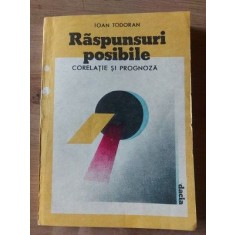 IOAN TODORAN
Răspunsuri
posibile
CORELAȚIE ȘI PROGNOZĂ
dacia